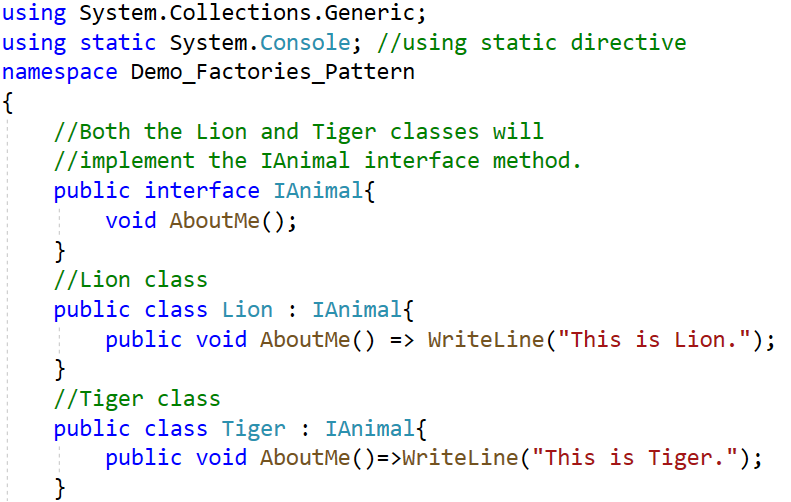 using System.Collections.Generic;
using static System.Console; //using static directive
namespace Demo_Factories_Pattern
{
    //Both the Lion and Tiger classes will
    //implement the IAnimal interface method.
    public interface IAnimal{
        void AboutMe();
    }
    //Lion class
    public class Lion : IAnimal{
        public void AboutMe() => WriteLine("This is Lion.");
    }
    //Tiger class
    public class Tiger : IAnimal{
        public void AboutMe()=>WriteLine("This is Tiger.");
    }